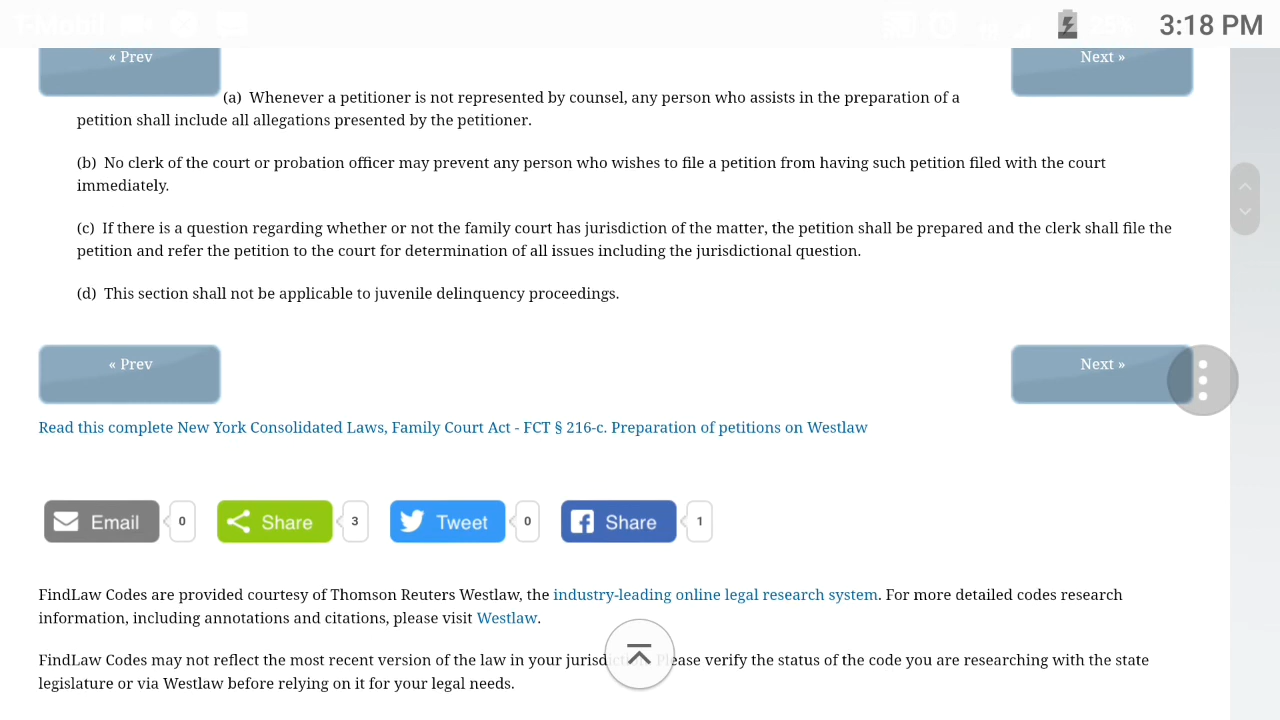 T-Mobil 25% 3:18 PM
« Prev Next »
(a) Whenever a petitioner is not represented by counsel, any person who assists in the preparation of a
petition shall include all allegations presented by the petitioner.
(b) No clerk of the court or probation officer may prevent any person who wishes to file a petition from having such petition filed with the court
immediately.
(c) If there is a question regarding whether or not the family court has jurisdiction of the matter, the petition shall be prepared and the clerk shall file the
petition and refer the petition to the court for determination of all issues including the jurisdictional question.
(d) This section shall not be applicable to juvenile delinquency proceedings.
« Prev Next »
Read this complete New York Consolidated Laws, Family Court Act - FCT § 216-c. Preparation of petitions on Westlaw
Email 0 Share 3 Tweet 0 Share 1
FindLaw Codes are provided courtesy of Thomson Reuters Westlaw, the industry-leading online legal research system. For more detailed codes research
information, including annotations and citations, please visit Westlaw.
FindLaw Codes may not reflect the most recent version of the law in your jurisdiction. Please verify the status of the code you are researching with the state
legislature or via Westlaw before relying on it for your legal needs.